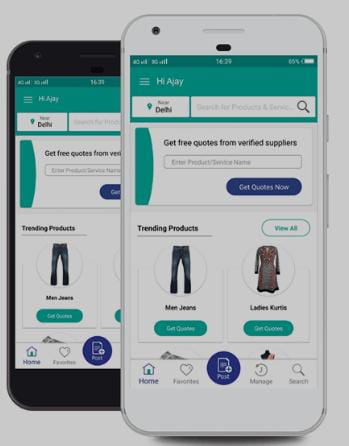 4G 3G 16:39
Hi Ajay
Near
Delhi
Search for Produ
Get free quotes from veri
Enter Product/Service Name
Get
Trending Products
Men Jeans
Get Quotes
Home
Favorites
Post
4G 3G 16:39 65%
Hi Ajay
Near
Delhi
Search for Products & Servic...
Get free quotes from verified suppliers
Enter Product/Service Name
Get Quotes Now
Trending Products
View All
Men Jeans
Ladies Kurtis
Get Quotes
Get Quotes
Home
Favorites
Post
Manage
Search